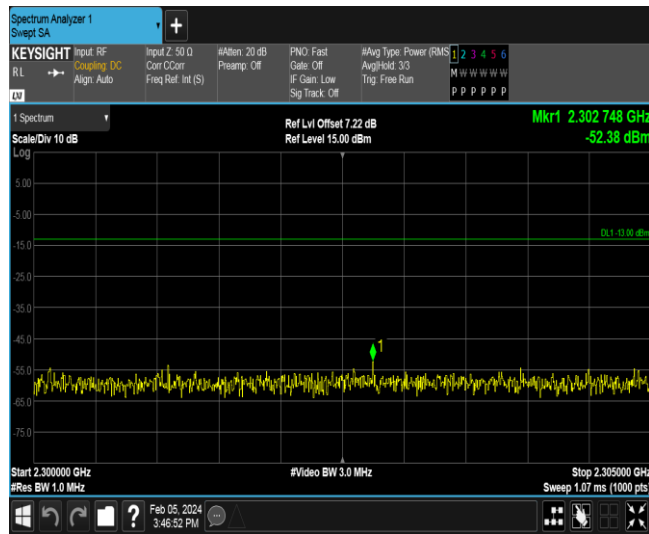 Spectrum Analyzer 1
Swept SA
+
KEYSIGHT
RL
LXI
Input: RF
Coupling: DC
Align: Auto
Input Z: 50 Ω
Corr CCorr
Freq Ref: Int (S)
#Atten: 20 dB
Preamp: Off
PNO: Fast
Gate: Off
IF Gain: Low
Sig Track: Off
#Avg Type: Power (RMS
Avg|Hold: 3/3
Trig: Free Run
1 2 3 4 5 6
M W W W W W
P P P P P P
1 Spectrum
Scale/Div 10 dB
Log
Ref Lvl Offset 7.22 dB
Ref Level 15.00 dBm
Mkr1 2.302 748 GHz
-52.38 dBm
5.00
-5.00
DL1 -13.00 dBm
-15.0
-25.0
-35.0
-45.0
1
-55.0
-65.0
-75.0
Start 2.300000 GHz
#Res BW 1.0 MHz
#Video BW 3.0 MHz
Stop 2.305000 GHz
Sweep 1.07 ms (1000 pts)
?
Feb 05, 2024
3:46:52 PM